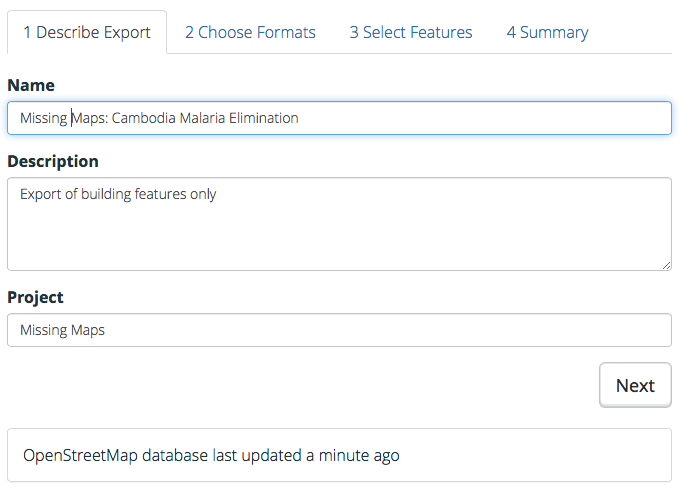 1 Describe Export 2 Choose Formats 3 Select Features 4 Summary
Name
Missing Maps: Cambodia Malaria Elimination
Description
Export of building features only
Project
Missing Maps
Next
OpenStreetMap database last updated a minute ago